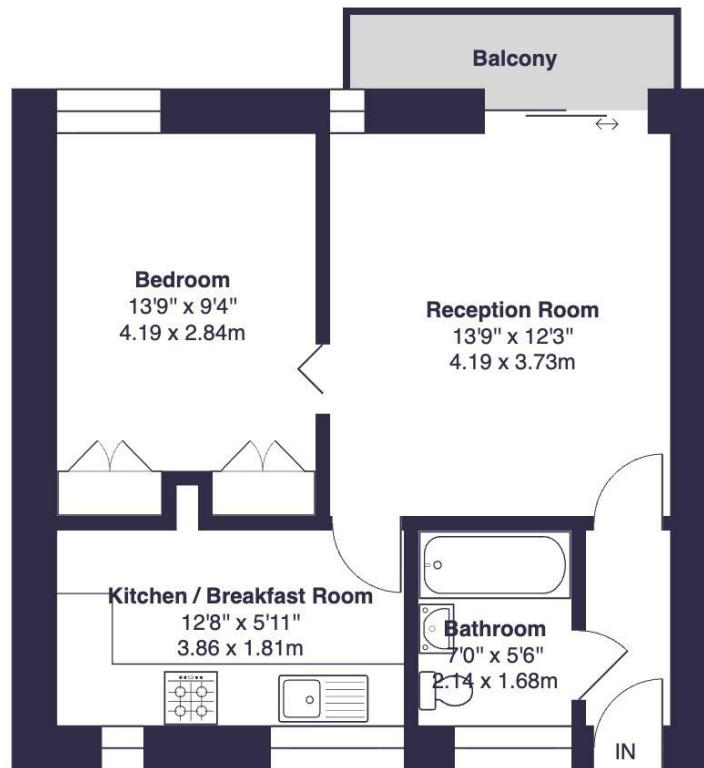 Balcony
Bedroom
13'9" x 9'4"
4.19 x 2.84m
Reception Room
13'9" x 12'3"
4.19 x 3.73m
Kitchen / Breakfast Room
12'8" x 5'11"
3.86 x 1.81m
Bathroom
7'0" x 5'6"
2.14 x 1.68m
IN